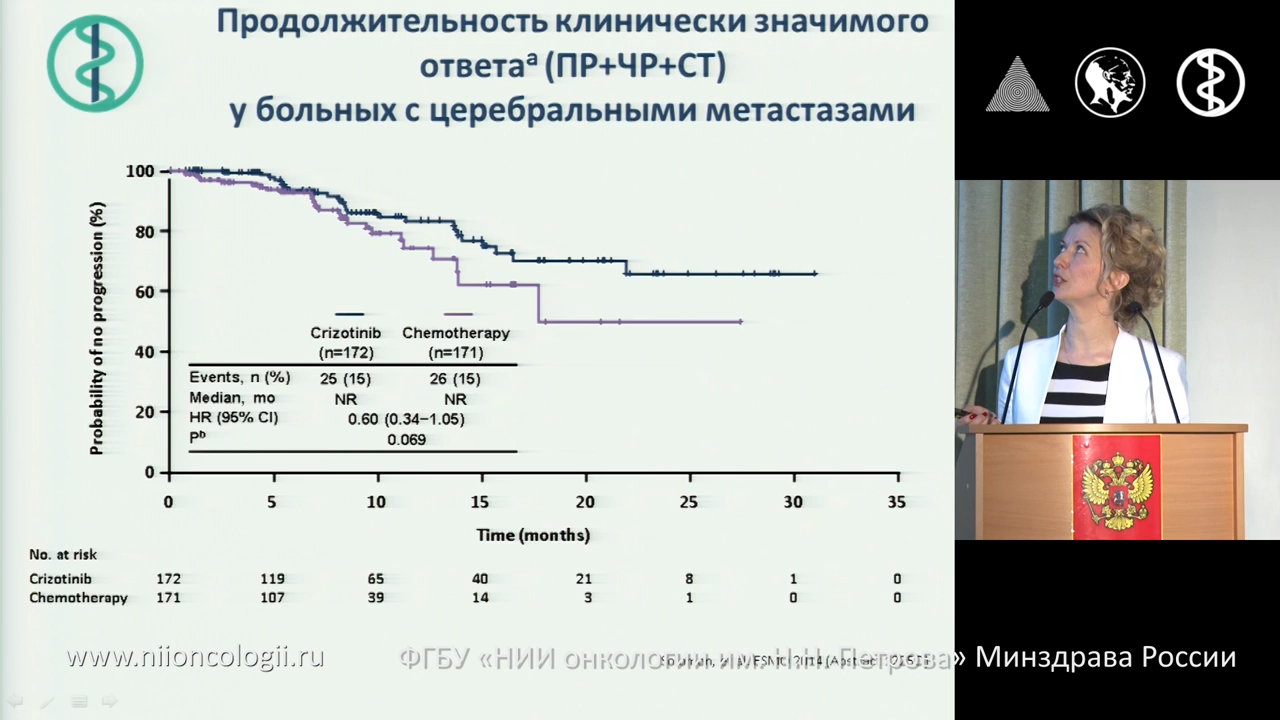 Продолжительность клинически значимого
ответаᵃ (ПР+ЧР+СТ)
у больных с церебральными метастазами
Probability of no progression (%)
100
80
60
40
20
0
Crizotinib Chemotherapy
(n=172) (n=171)
Events, n (%) 25 (15) 26 (15)
Median, mo NR NR
HR (95% CI) 0.60 (0.34–1.05)
Pᵇ 0.069
0 5 10 15 20 25 30 35
Time (months)
No. at risk
Crizotinib 172 119 65 40 21 8 1 0
Chemotherapy 171 107 39 14 3 1 0 0
www.niioncologii.ru ФГБУ «НИИ онкологии им. Н.Н. Петрова» Минздрава России